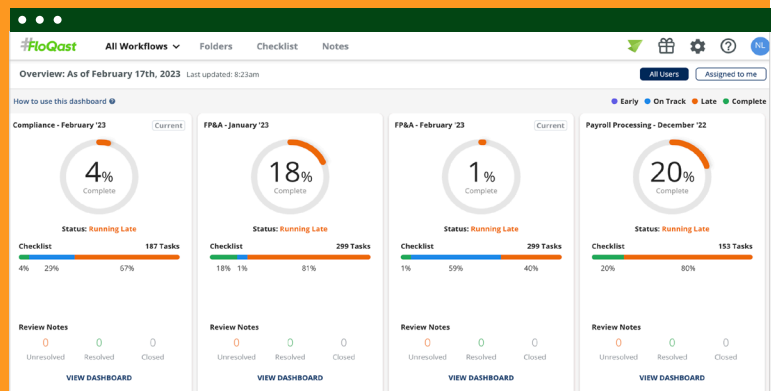 FloQast All Workflows Folders Checklist Notes NL
Overview: As of February 17th, 2023 Last updated: 8:23am All Users Assigned to me
How to use this dashboard Early On Track Late Complete
Compliance - February '23 Current
4%
Complete
Status: Running Late
Checklist 187 Tasks
4% 29% 67%
Review Notes
0 0 0
Unresolved Resolved Closed
VIEW DASHBOARD
FP&A - January '23
18%
Complete
Status: Running Late
Checklist 299 Tasks
18% 1% 81%
Review Notes
0 0 0
Unresolved Resolved Closed
VIEW DASHBOARD
FP&A - February '23 Current
1%
Complete
Status: Running Late
Checklist 299 Tasks
1% 59% 40%
Review Notes
0 0 0
Unresolved Resolved Closed
VIEW DASHBOARD
Payroll Processing - December '22
20%
Complete
Status: Running Late
Checklist 153 Tasks
20% 80%
Review Notes
0 0 0
Unresolved Resolved Closed
VIEW DASHBOARD